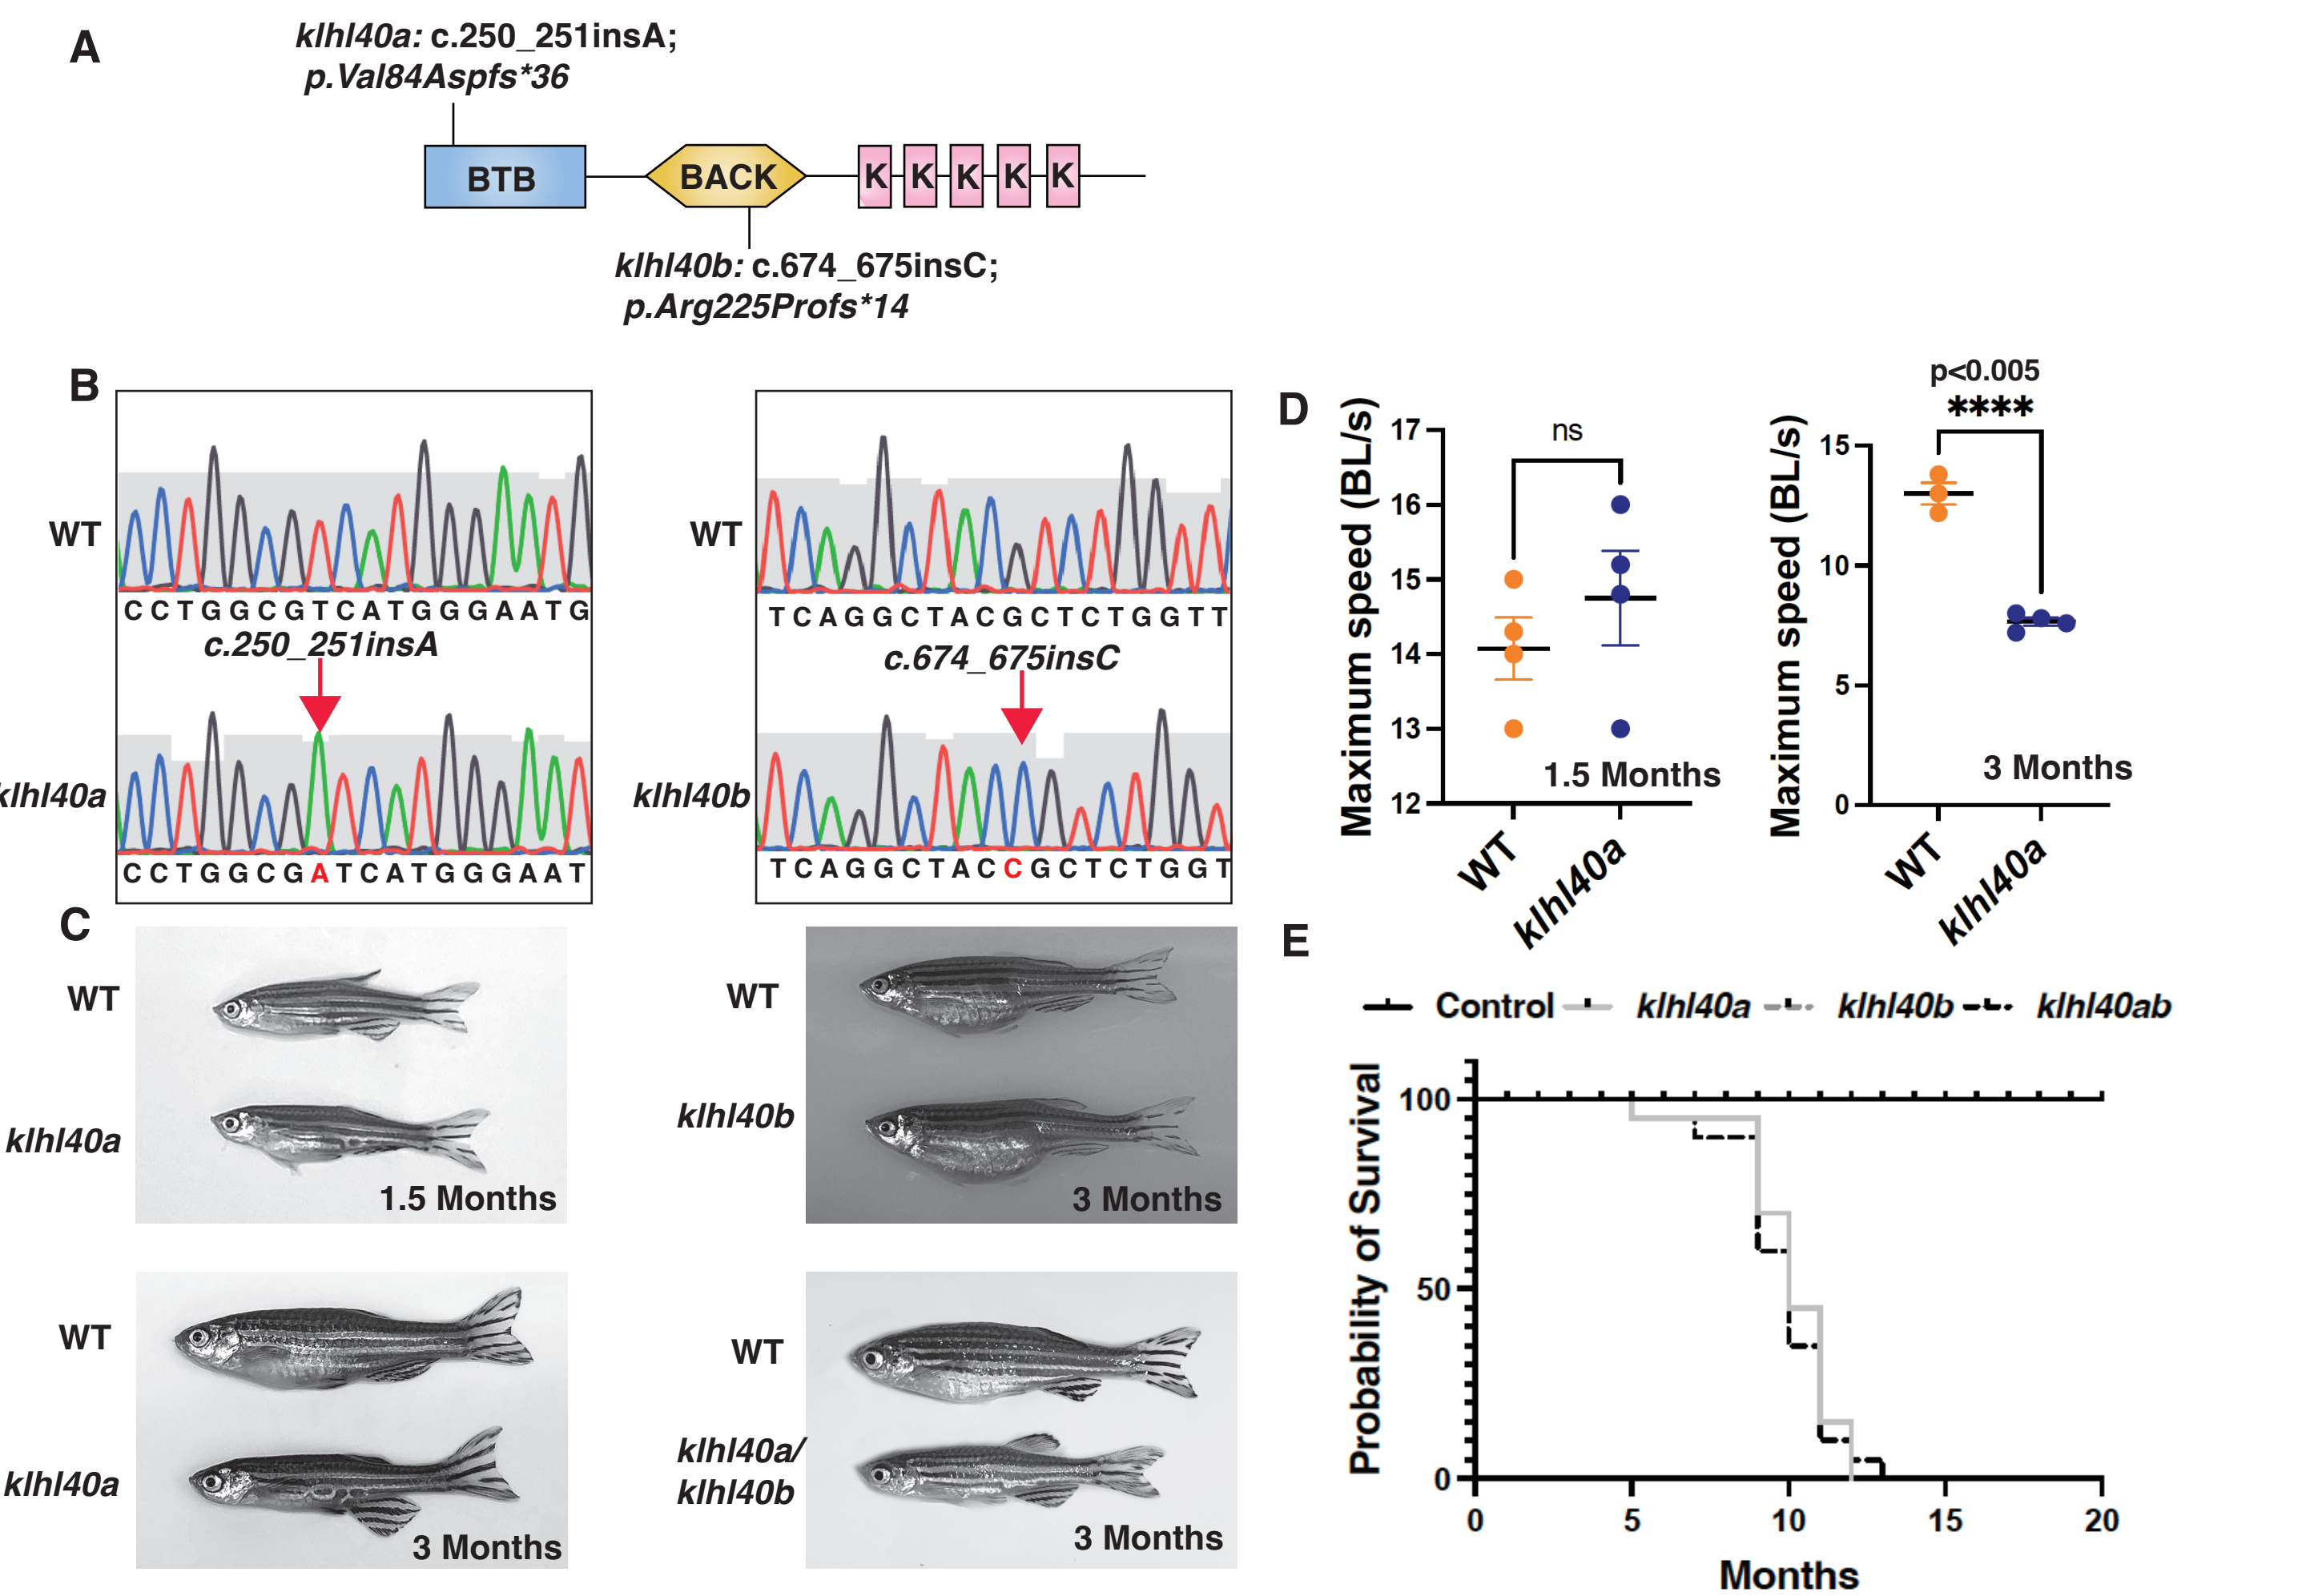 A
klhl40a: c.250_251insA;
p.Val84Aspfs*36
BTB
BACK
K K K K K
klhl40b: c.674_675insC;
p.Arg225Profs*14
B
WT
C C T G G C G T C A T G G G A A T G
c.250_251insA
klhl40a
C C T G G C G A T C A T G G G A A T
WT
T C A G G C T A C G C T C T G G T T
c.674_675insC
klhl40b
T C A G G C T A C C G C T C T G G T
C
WT
klhl40a
1.5 Months
WT
klhl40b
3 Months
WT
klhl40a
3 Months
WT
klhl40a/
klhl40b
3 Months
D
Maximum speed (BL/s)
17
16
15
14
13
12
ns
1.5 Months
WT
klhl40a
Maximum speed (BL/s)
15
10
5
0
p<0.005
****
3 Months
WT
klhl40a
E
Control klhl40a klhl40b klhl40ab
Probability of Survival
100
50
0
0 5 10 15 20
Months